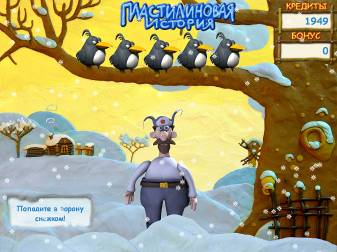 ПЛАСТИЛИНОВАЯ
ИСТОРИЯ
КРЕДИТЫ
1949
БОНУС
0
Попадите в ворону
снежком!